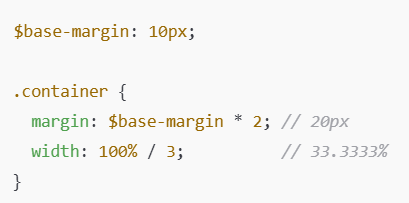 $base-margin: 10px;

.container {
  margin: $base-margin * 2; // 20px
  width: 100% / 3;          // 33.3333%
}